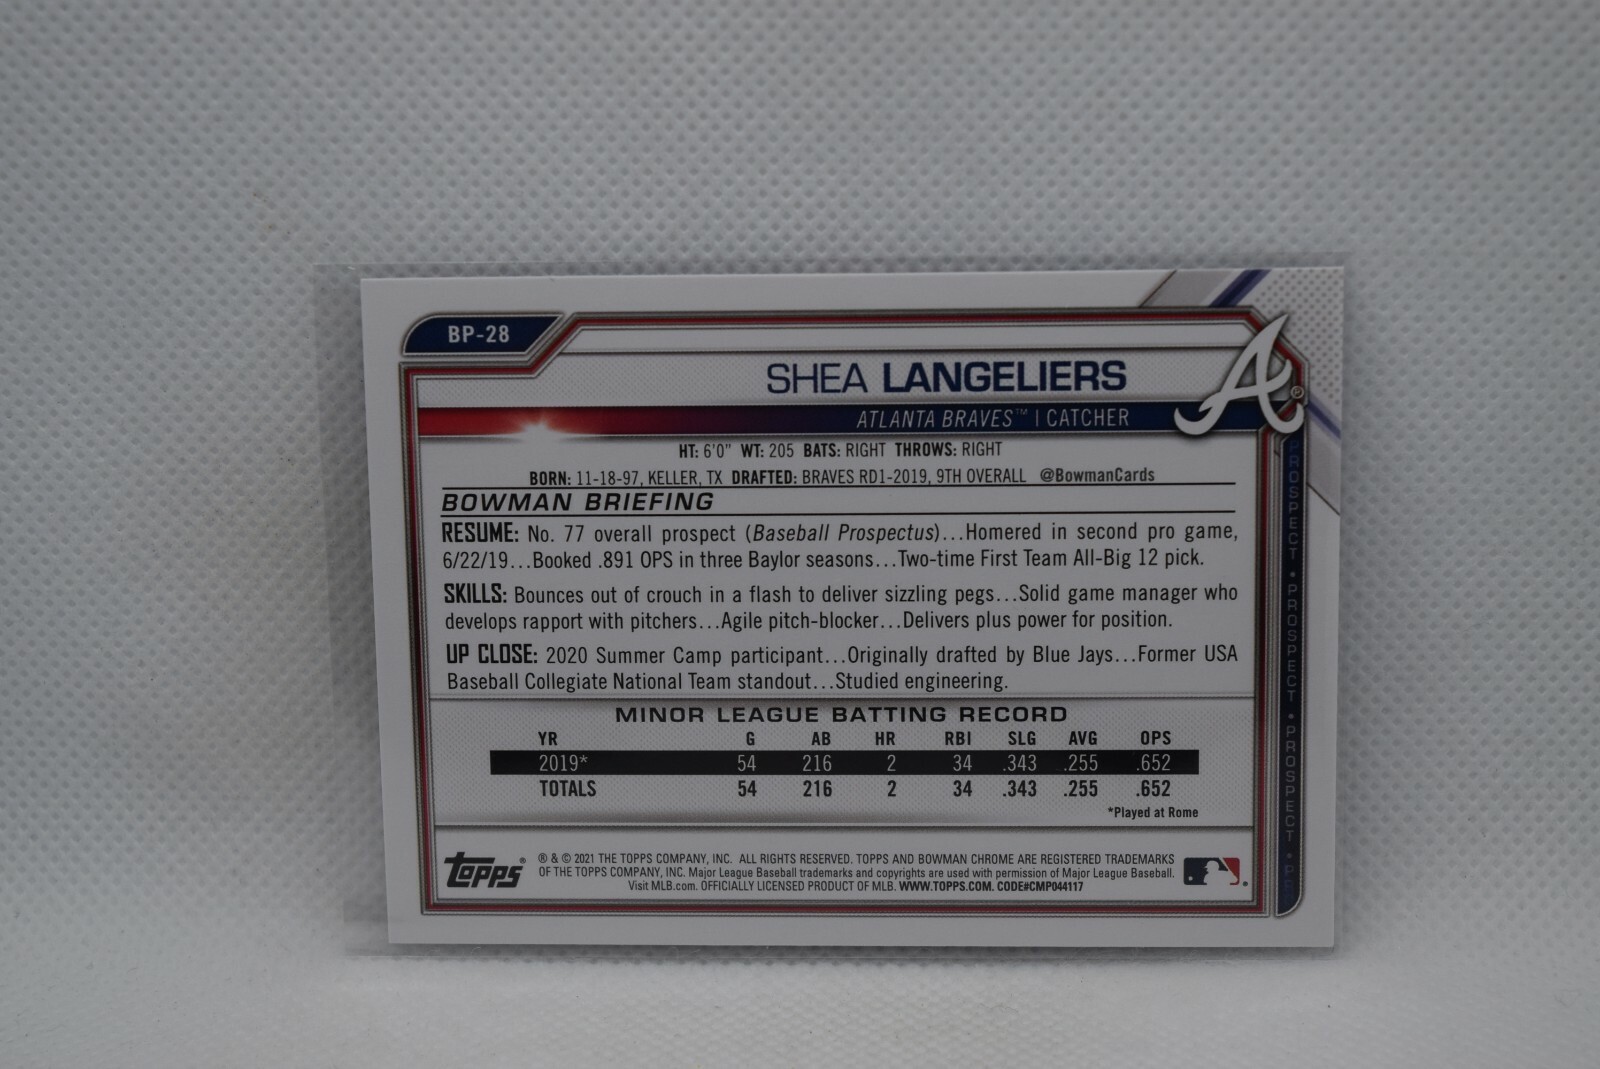 BP-28
SHEA LANGELIERS
A®
ATLANTA BRAVES™ | CATCHER
HT: 6'0" WT: 205 BATS: RIGHT THROWS: RIGHT
BORN: 11-18-97, KELLER, TX DRAFTED: BRAVES RD1-2019, 9TH OVERALL @BowmanCards
BOWMAN BRIEFING
RESUME: No. 77 overall prospect (Baseball Prospectus)...Homered in second pro game,
6/22/19...Booked .891 OPS in three Baylor seasons...Two-time First Team All-Big 12 pick.
SKILLS: Bounces out of crouch in a flash to deliver sizzling pegs...Solid game manager who
develops rapport with pitchers...Agile pitch-blocker...Delivers plus power for position.
UP CLOSE: 2020 Summer Camp participant...Originally drafted by Blue Jays...Former USA
Baseball Collegiate National Team standout...Studied engineering.
MINOR LEAGUE BATTING RECORD
YR G AB HR RBI SLG AVG OPS
2019* 54 216 2 34 .343 .255 .652
TOTALS 54 216 2 34 .343 .255 .652
*Played at Rome
Topps®
® & © 2021 THE TOPPS COMPANY, INC. ALL RIGHTS RESERVED. TOPPS AND BOWMAN CHROME ARE REGISTERED TRADEMARKS
OF THE TOPPS COMPANY, INC. Major League Baseball trademarks and copyrights are used with permission of Major League Baseball.
Visit MLB.com. OFFICIALLY LICENSED PRODUCT OF MLB. WWW.TOPPS.COM. CODE#CMP044117
PROSPECT • PROSPECT • PROSPECT • PR